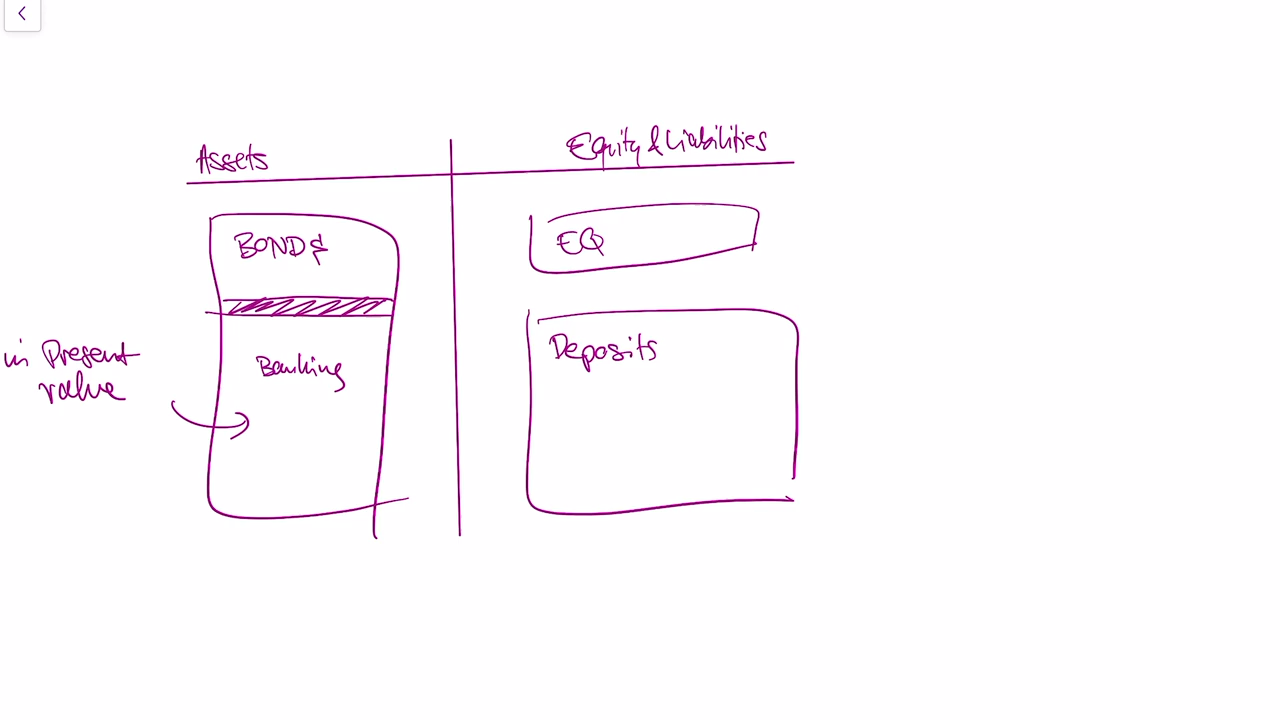 Assets
Equity & Liabilities
BONDS
EQ
Banking
Deposits
in Present
value